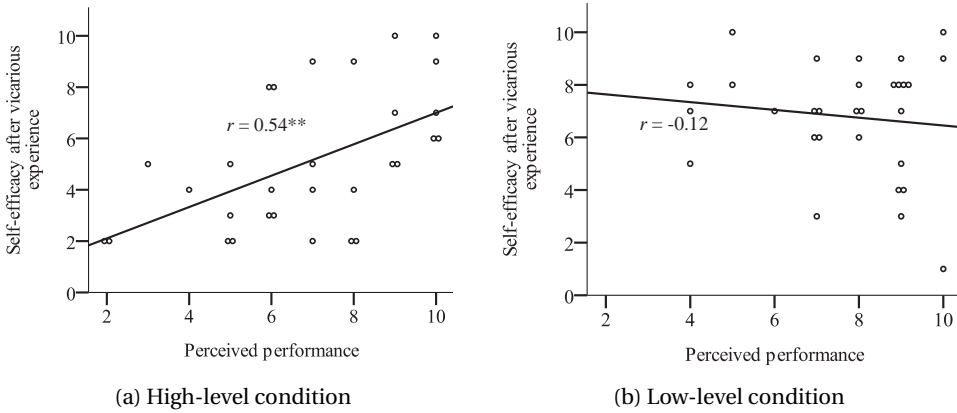 Self-efficacy after vicarious
experience
10
8
6
4
2
0
r = 0.54**
2 4 6 8 10
Perceived performance
(a) High-level condition
Self-efficacy after vicarious
experience
10
8
6
4
2
0
r = -0.12
2 4 6 8 10
Perceived performance
(b) Low-level condition